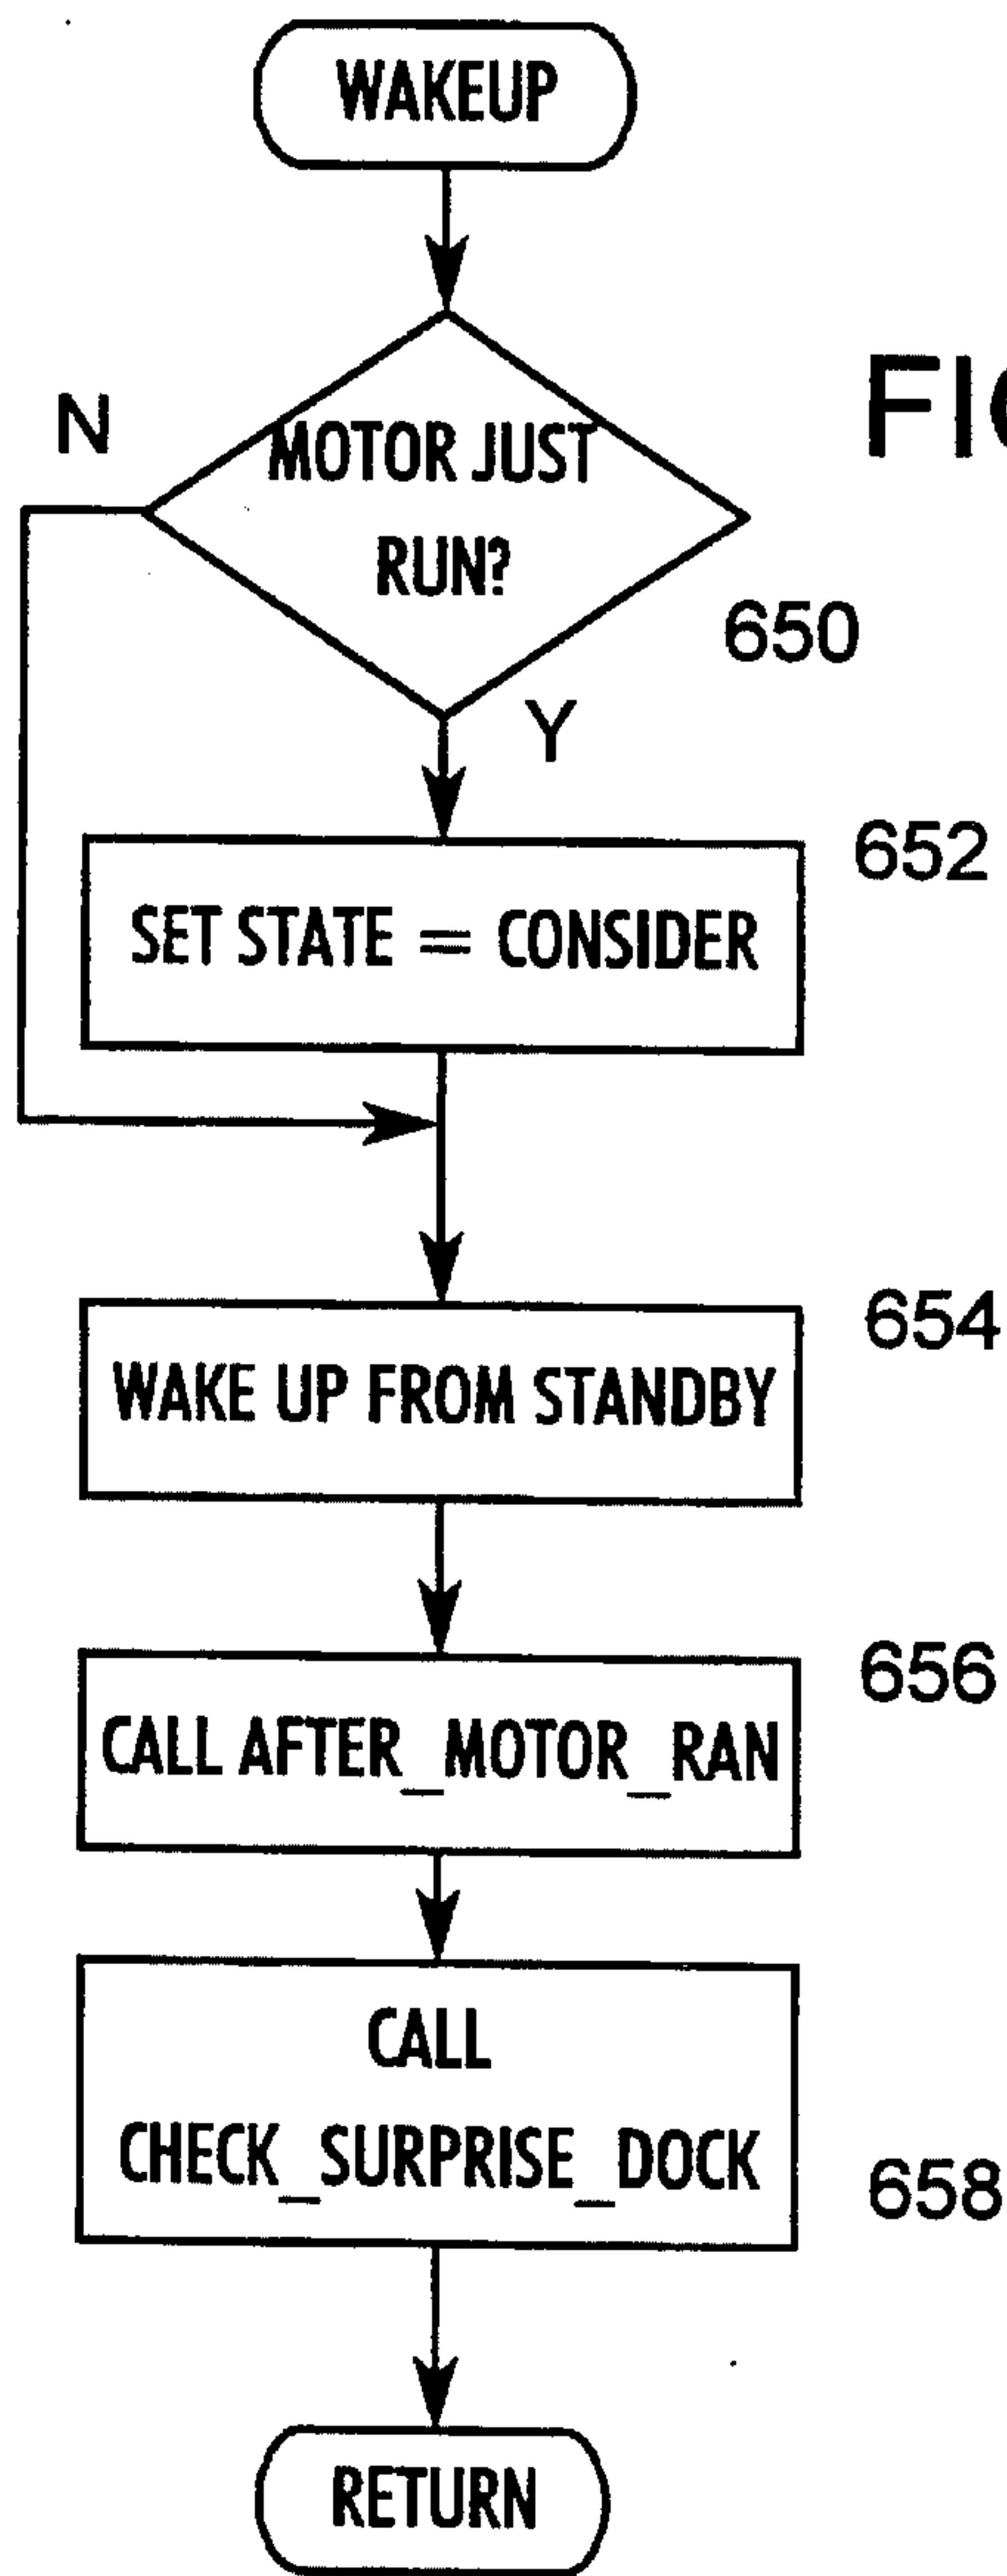 WAKEUP
N
MOTOR JUST
RUN?
650
Y
652
SET STATE = CONSIDER
654
WAKE UP FROM STANDBY
656
CALL AFTER_MOTOR_RAN
CALL
CHECK_SURPRISE_DOCK
658
RETURN